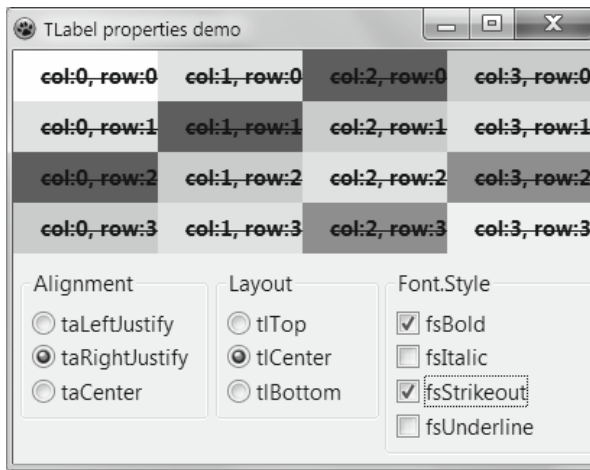 TLabel properties demo
col:0, row:0 col:1, row:0 col:2, row:0 col:3, row:0
col:0, row:1 col:1, row:1 col:2, row:1 col:3, row:1
col:0, row:2 col:1, row:2 col:2, row:2 col:3, row:2
col:0, row:3 col:1, row:3 col:2, row:3 col:3, row:3
Alignment
taLeftJustify
taRightJustify
taCenter
Layout
tlTop
tlCenter
tlBottom
Font.Style
fsBold
fsItalic
fsStrikeout
fsUnderline